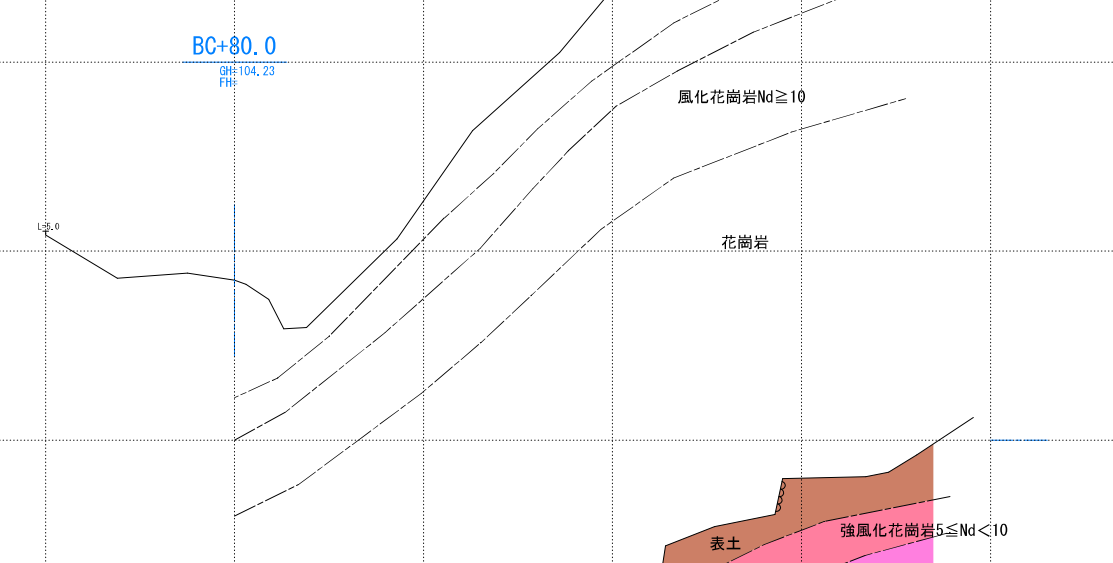 BC+80.0
GH=104.23
FH=
風化花崗岩Nd≧10
L=5.0
花崗岩
強風化花崗岩5≦Nd＜10
表土